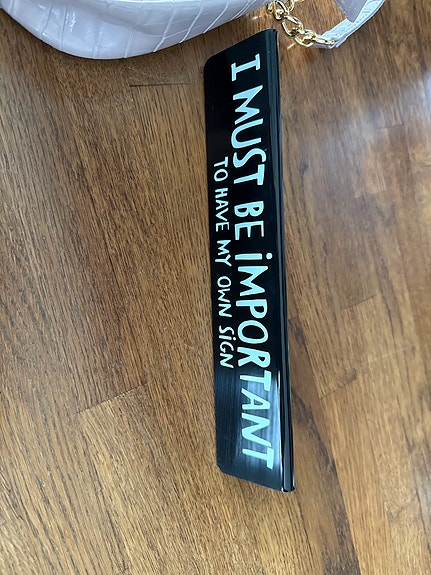 I MUST BE iMPORTANT
TO HAVE MY OWN SiGN